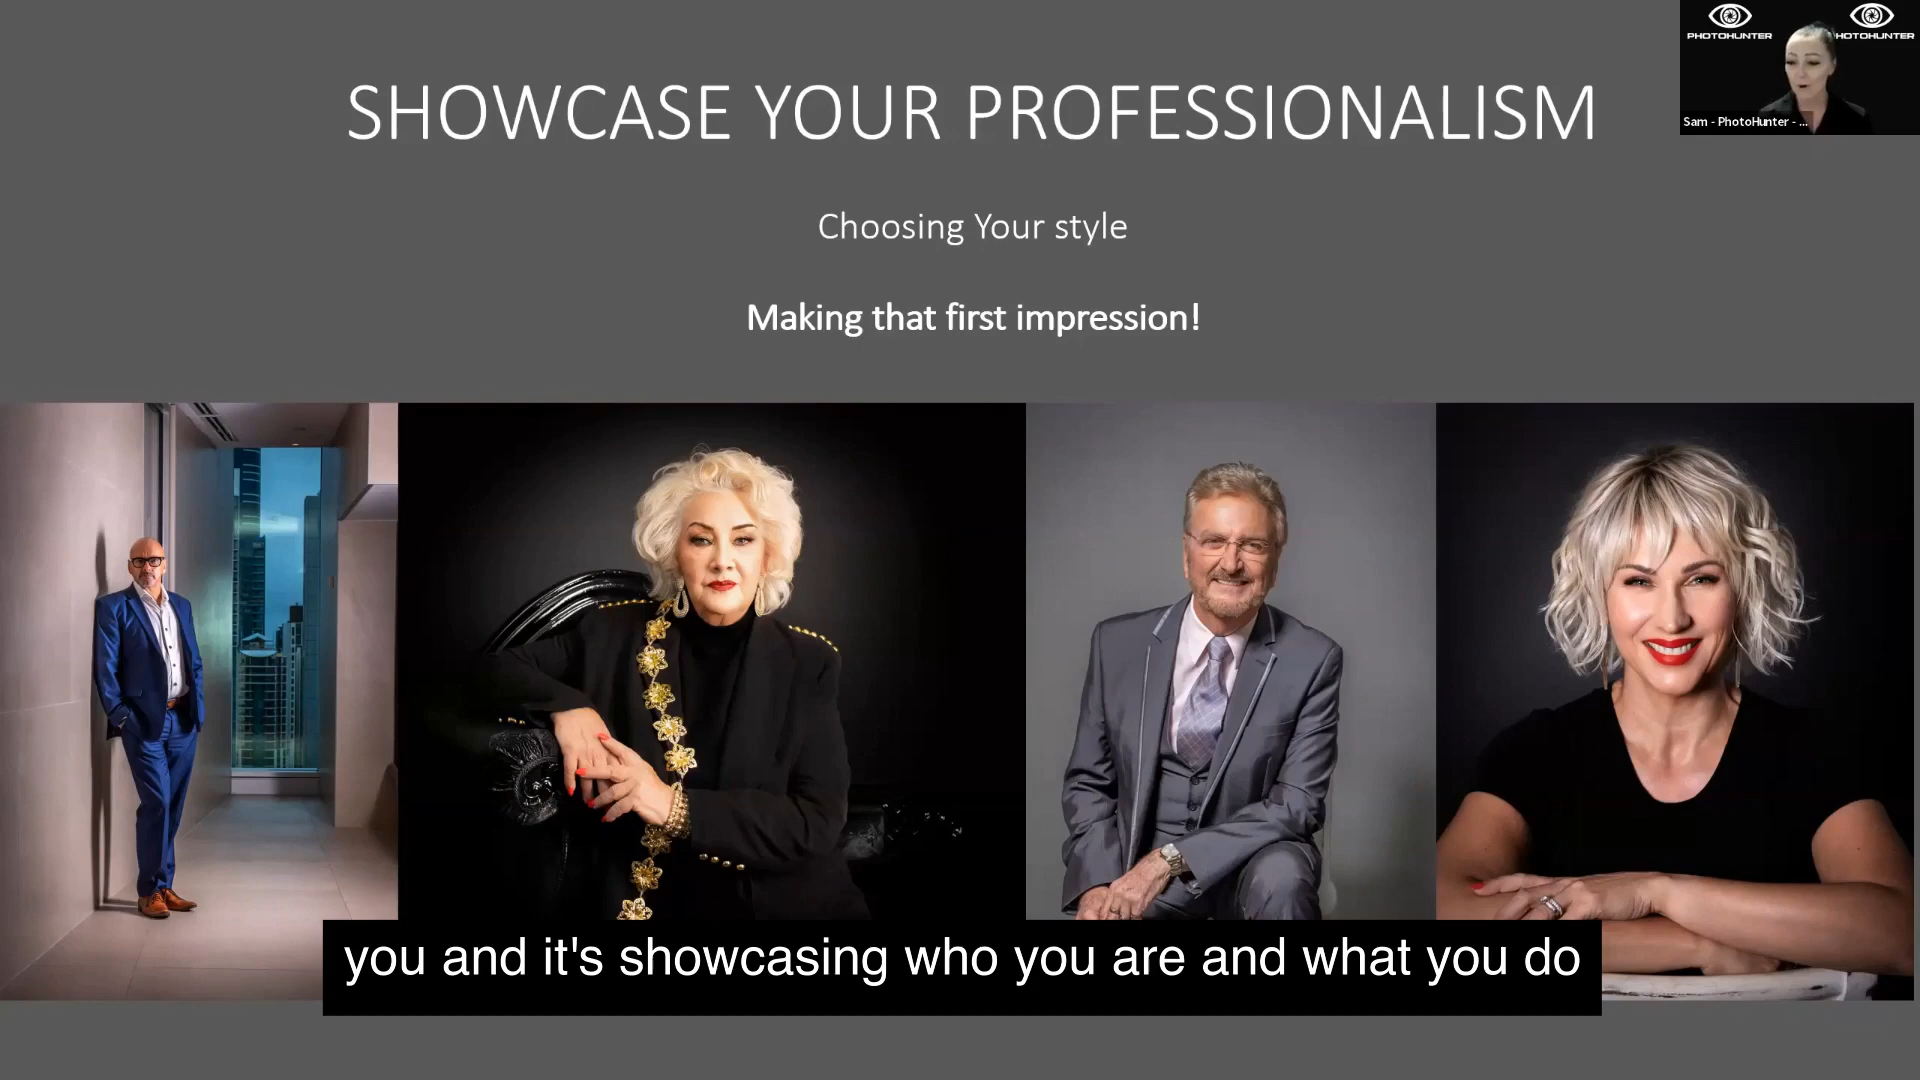 SHOWCASE YOUR PROFESSIONALISM
Choosing Your style
Making that first impression!
PHOTOHUNTER
HOTOHUNTER
Sam - PhotoHunter - ...
you and it's showcasing who you are and what you do